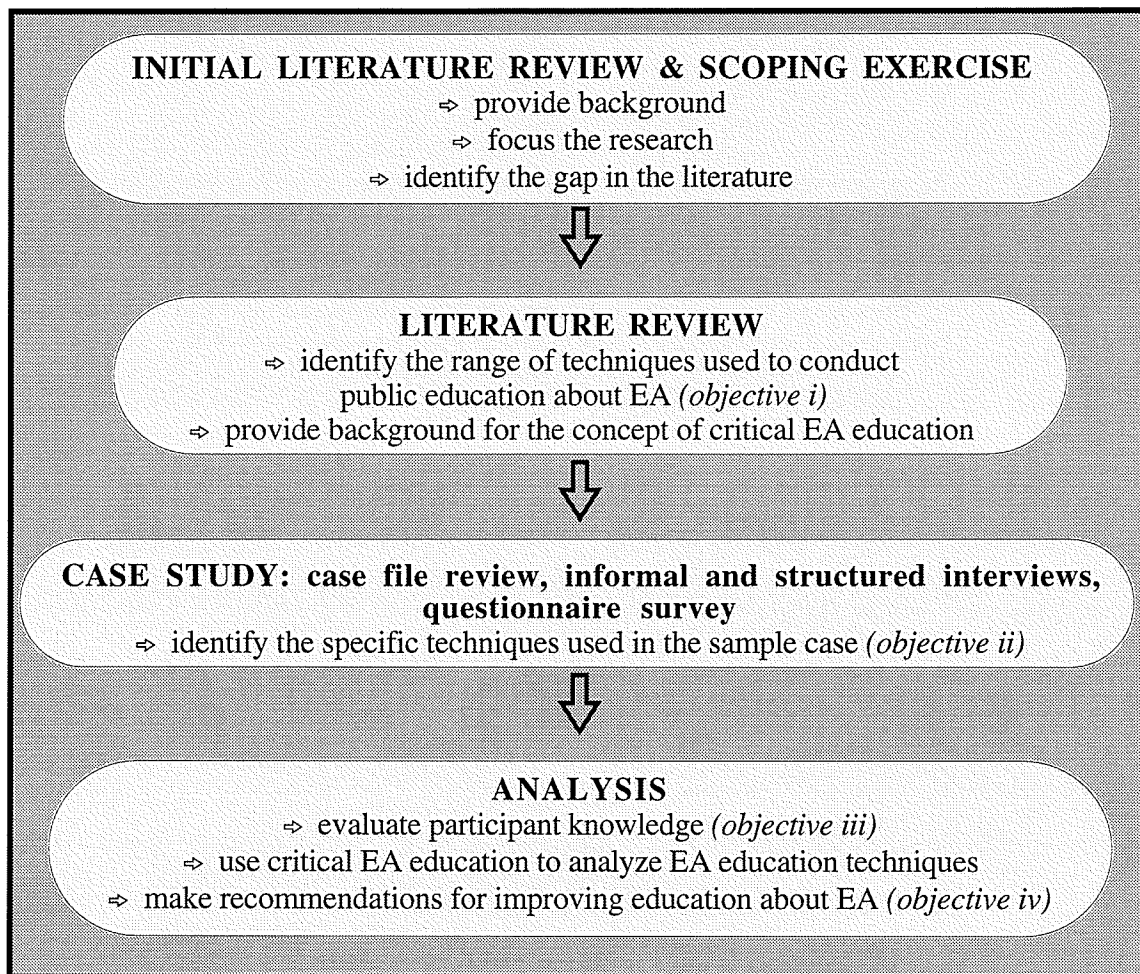 INITIAL LITERATURE REVIEW & SCOPING EXERCISE
⇨ provide background
⇨ focus the research
⇨ identify the gap in the literature
LITERATURE REVIEW
⇨ identify the range of techniques used to conduct
public education about EA (objective i)
⇨ provide background for the concept of critical EA education
CASE STUDY: case file review, informal and structured interviews,
questionnaire survey
⇨ identify the specific techniques used in the sample case (objective ii)
ANALYSIS
⇨ evaluate participant knowledge (objective iii)
⇨ use critical EA education to analyze EA education techniques
⇨ make recommendations for improving education about EA (objective iv)